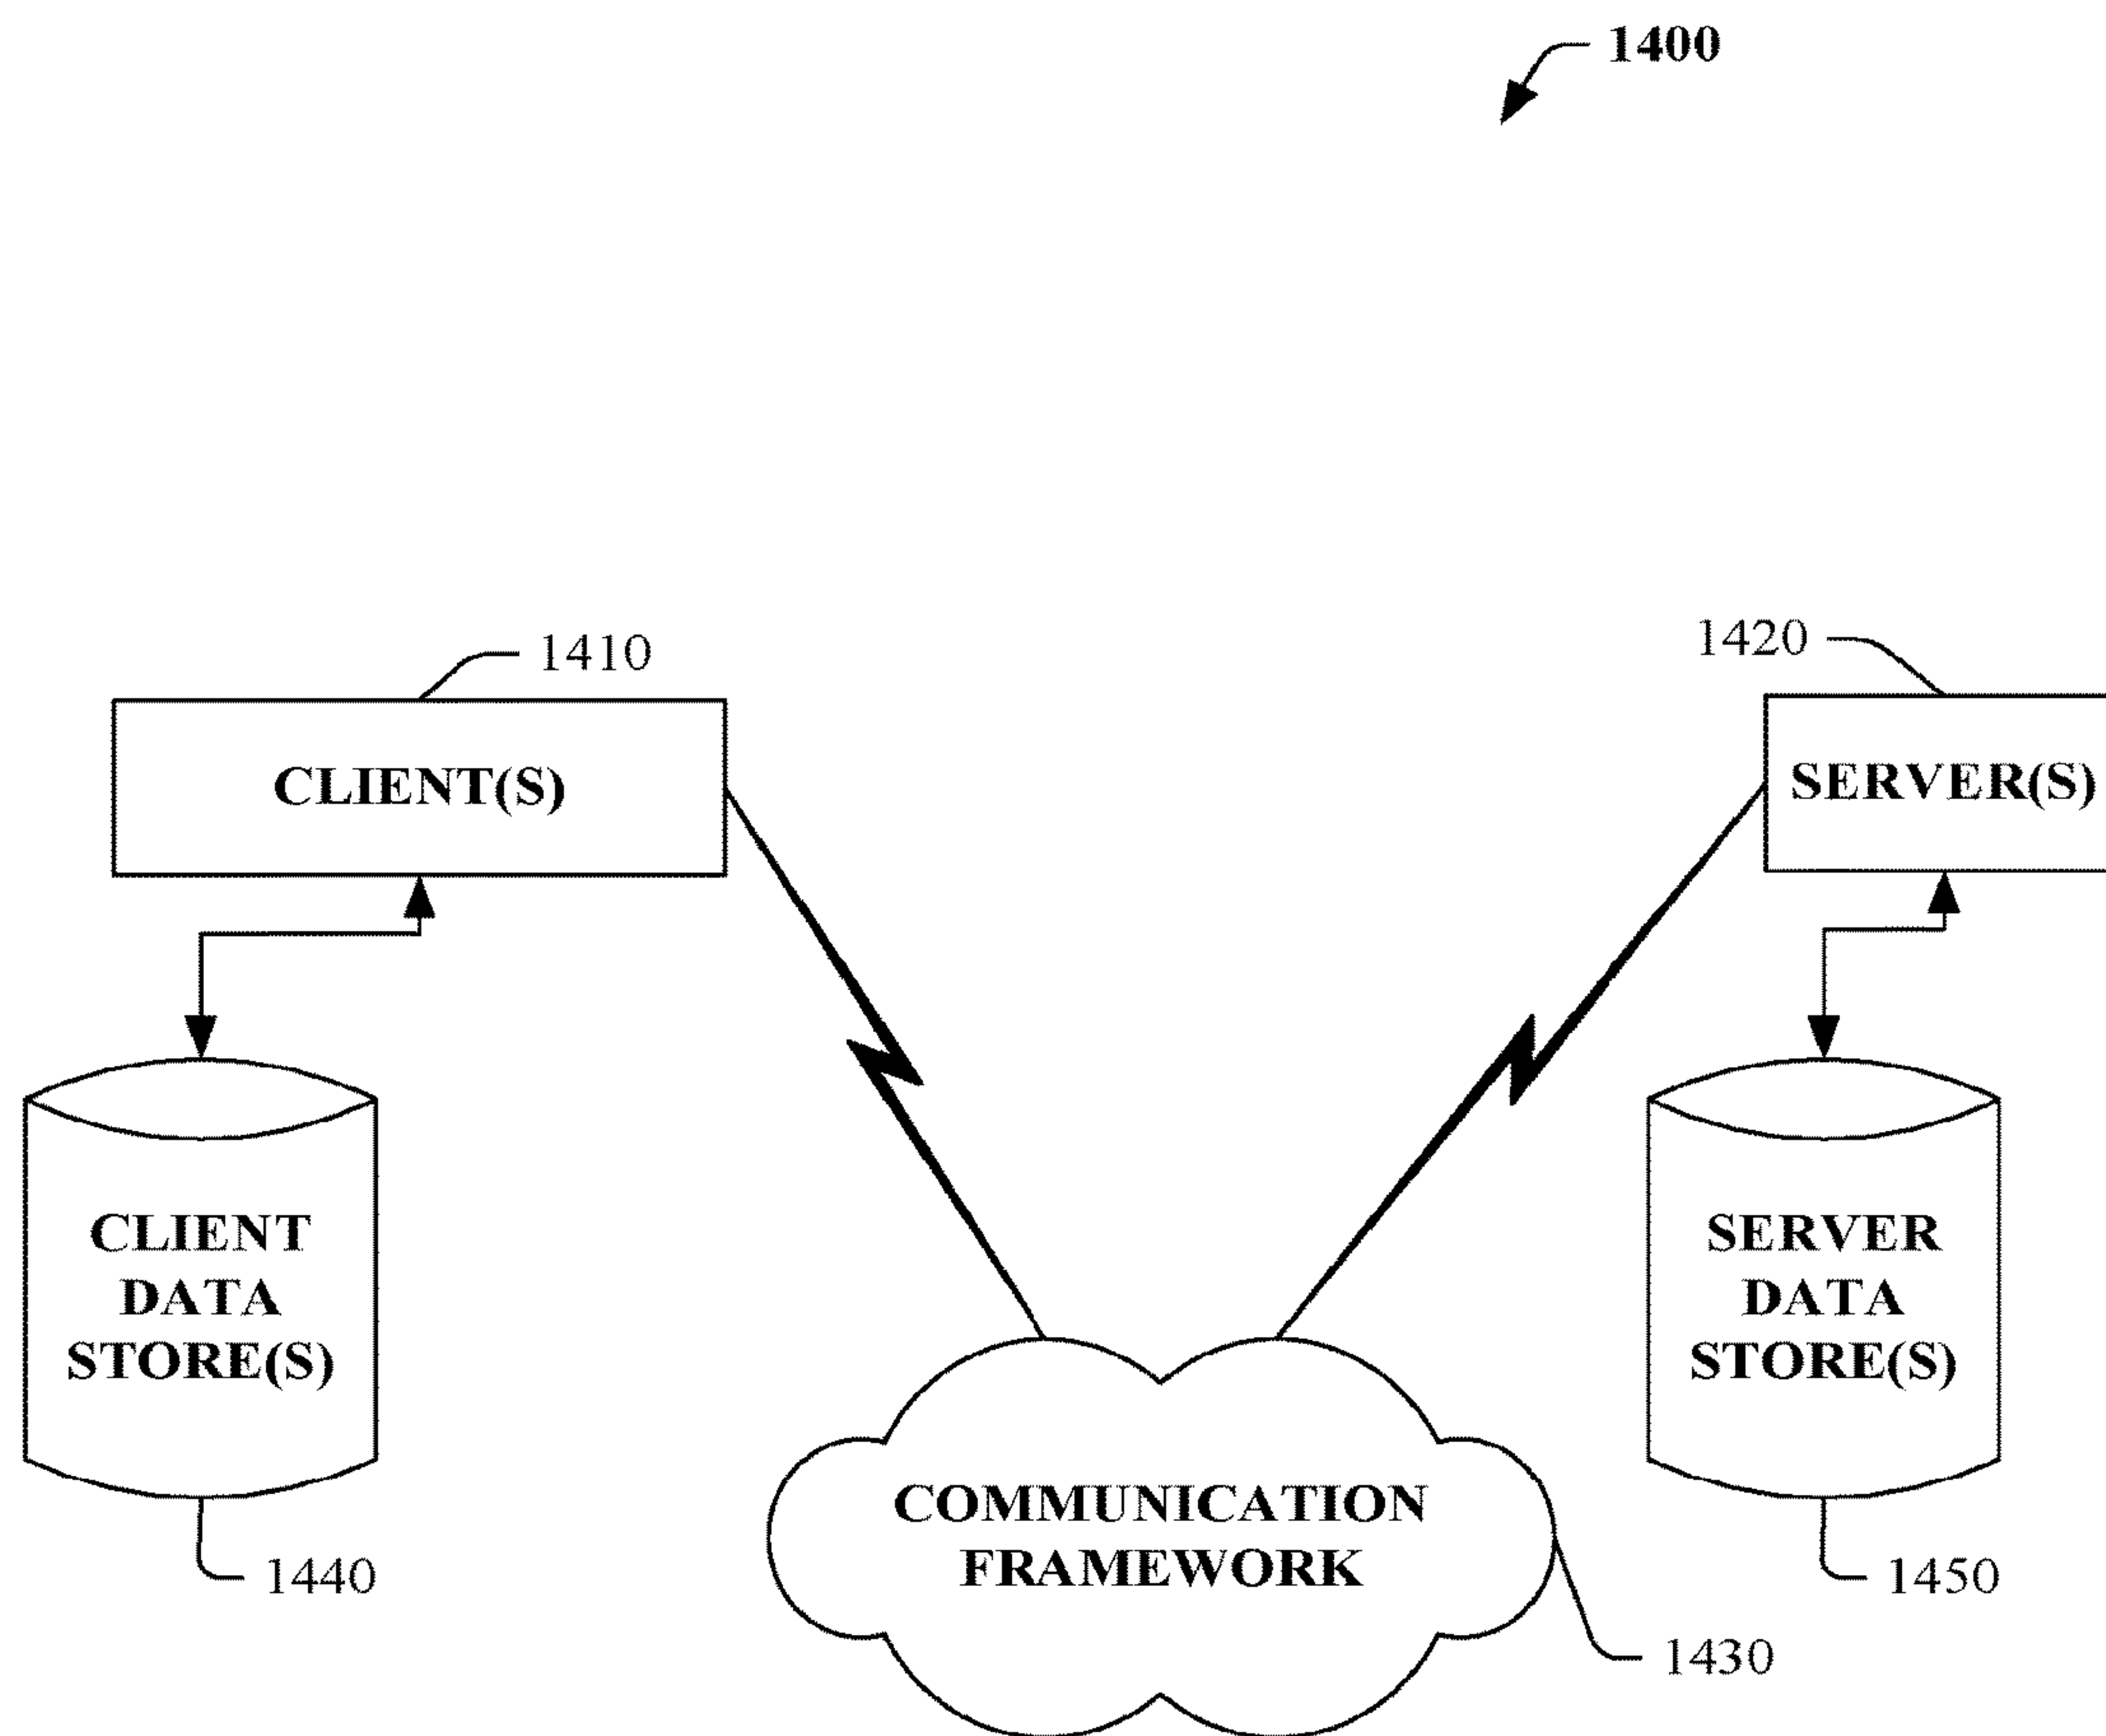 1400
1410
1420
CLIENT(S)
SERVER(S)
CLIENT
DATA
STORE(S)
SERVER
DATA
STORE(S)
COMMUNICATION
FRAMEWORK
1440
1450
1430